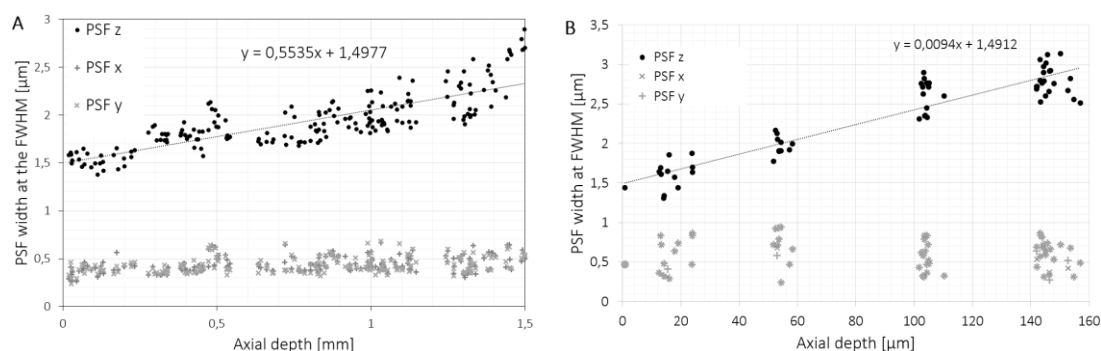 A
PSF width at the FWHM [µm]
3
2,5
2
1,5
1
0,5
0
PSF z
PSF x
PSF y
y = 0,5535x + 1,4977
0
0,5
1
1,5
Axial depth [mm]
B
PSF width at FWHM [µm]
3,5
3
2,5
2
1,5
1
0,5
0
PSF z
PSF x
PSF y
y = 0,0094x + 1,4912
0
20
40
60
80
100
120
140
160
Axial depth [µm]